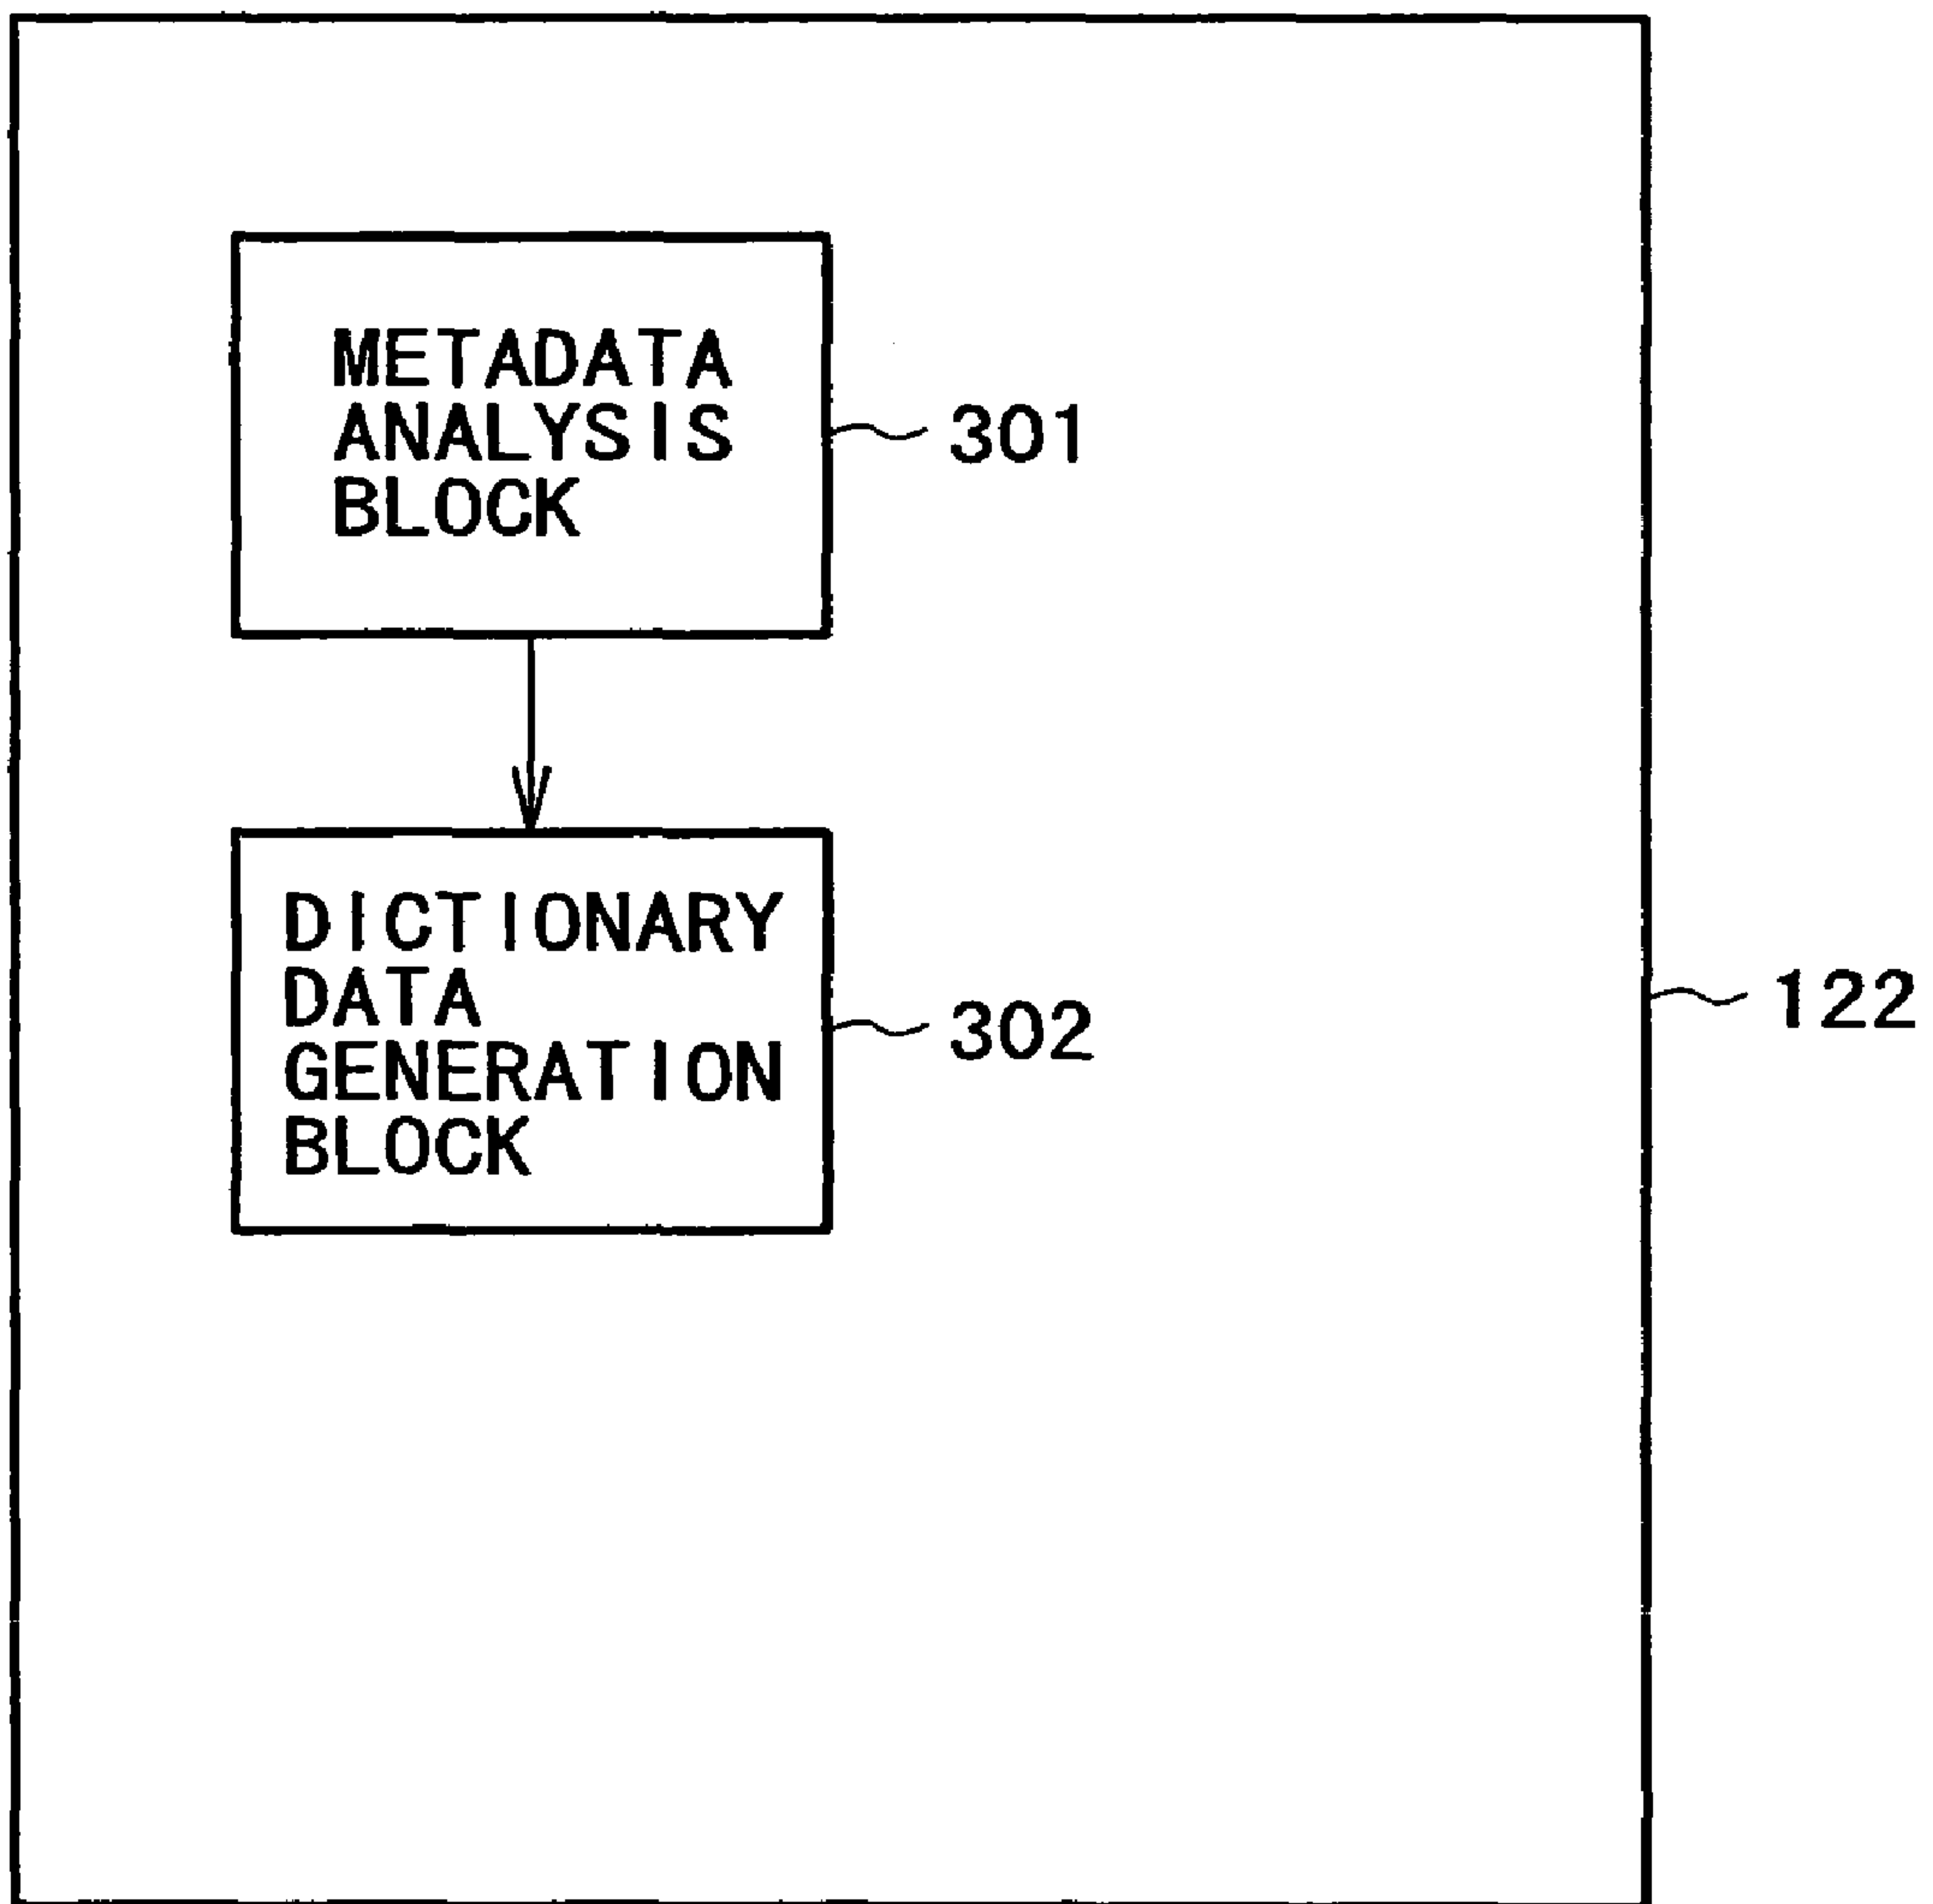 METADATA
ANALYSIS
BLOCK
301
DICTIONARY
DATA
GENERATION
BLOCK
302
122